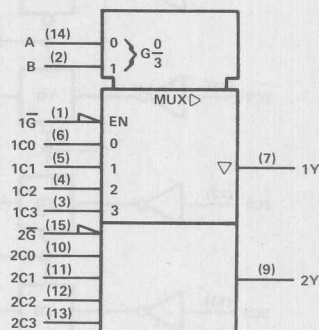 A (14) 0 } G 0/3
B (2) 1
MUX ▷
1G̅ (1) EN
1C0 (6) 0
1C1 (5) 1 ▽ (7) 1Y
1C2 (4) 2
1C3 (3) 3
2G̅ (15)
2C0 (10)
2C1 (11) (9) 2Y
2C2 (12)
2C3 (13)